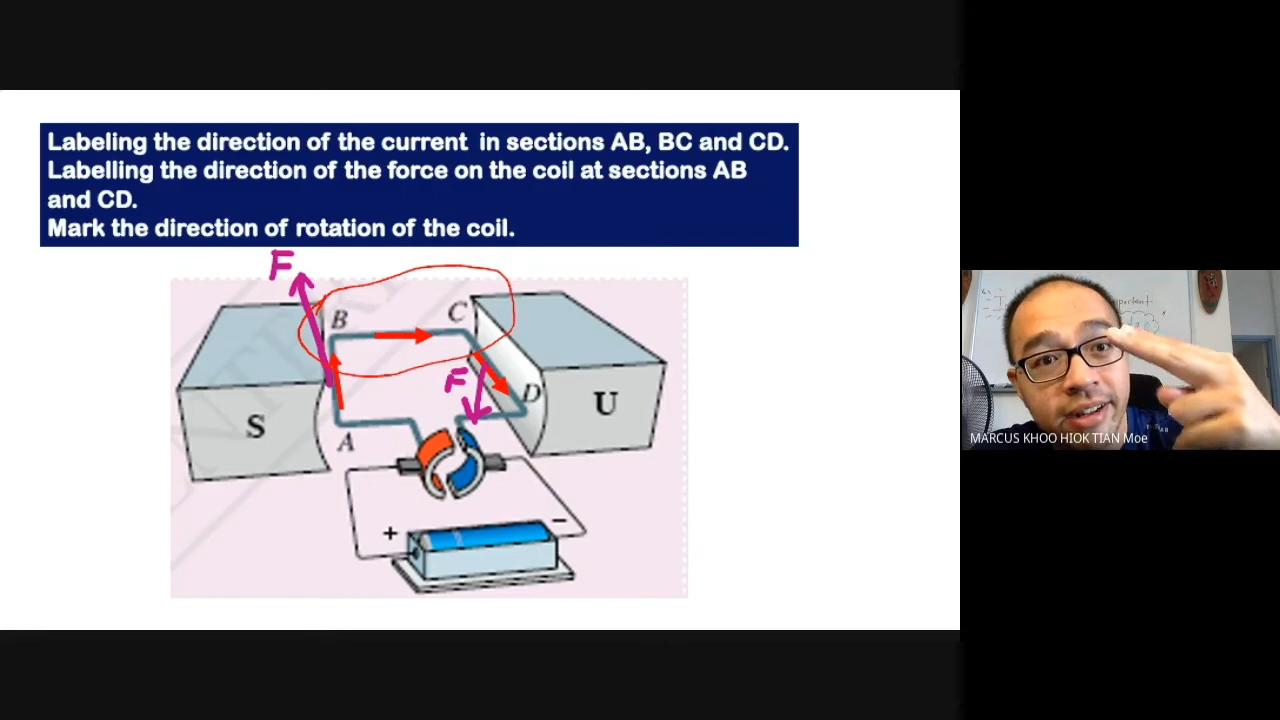 Labeling the direction of the current in sections AB, BC and CD.
Labelling the direction of the force on the coil at sections AB
and CD.
Mark the direction of rotation of the coil.
F
B
C
F
D
S
U
A
+
−
MARCUS KHOO HIOK TIAN Moe